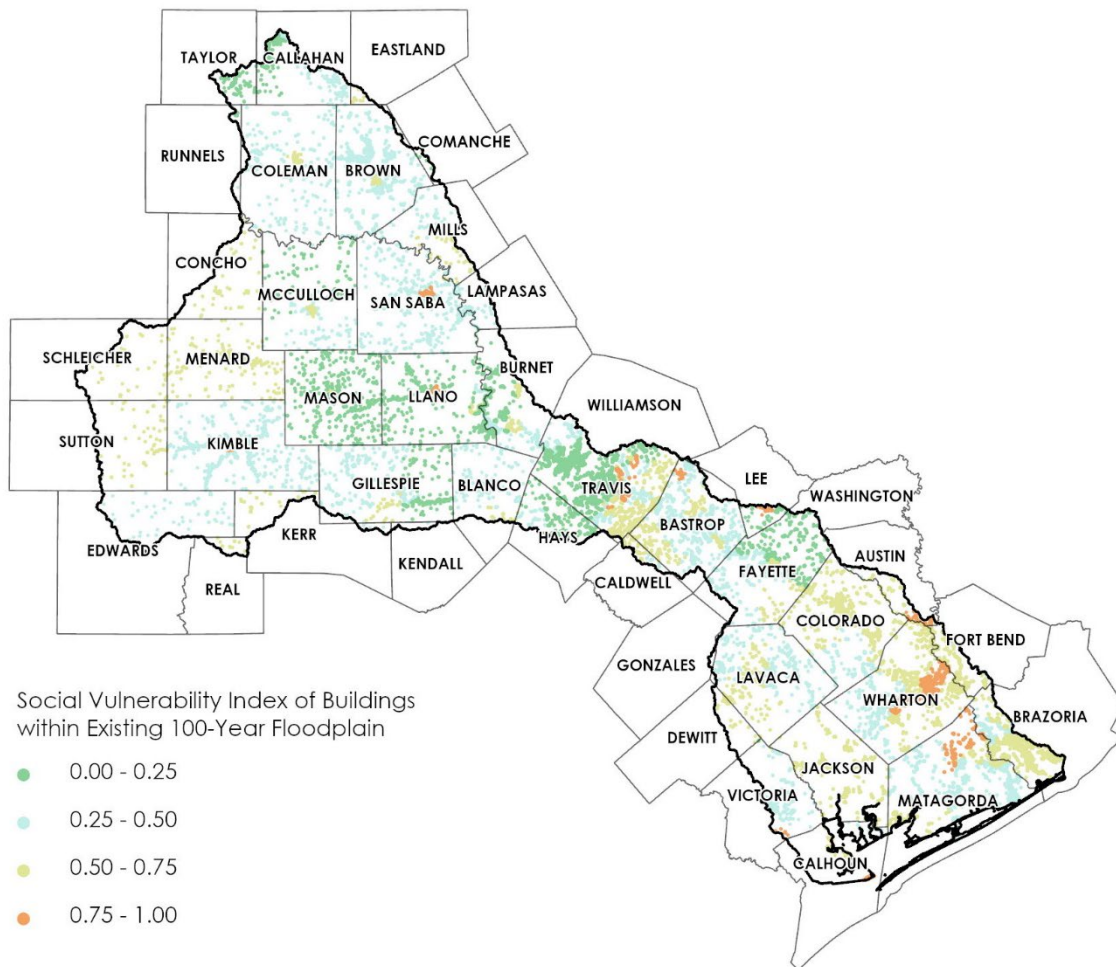 TAYLOR
CALLAHAN
EASTLAND
RUNNELS
COLEMAN
BROWN
COMANCHE
MILLS
CONCHO
MCCULLOCH
SAN SABA
LAMPASAS
SCHLEICHER
MENARD
MASON
LLANO
BURNET
WILLIAMSON
SUTTON
KIMBLE
GILLESPIE
BLANCO
TRAVIS
LEE
WASHINGTON
EDWARDS
KERR
HAYS
BASTROP
AUSTIN
REAL
KENDALL
CALDWELL
FAYETTE
COLORADO
FORT BEND
GONZALES
LAVACA
WHARTON
BRAZORIA
DEWITT
JACKSON
VICTORIA
MATAGORDA
CALHOUN
Social Vulnerability Index of Buildings
within Existing 100-Year Floodplain
0.00 - 0.25
0.25 - 0.50
0.50 - 0.75
0.75 - 1.00